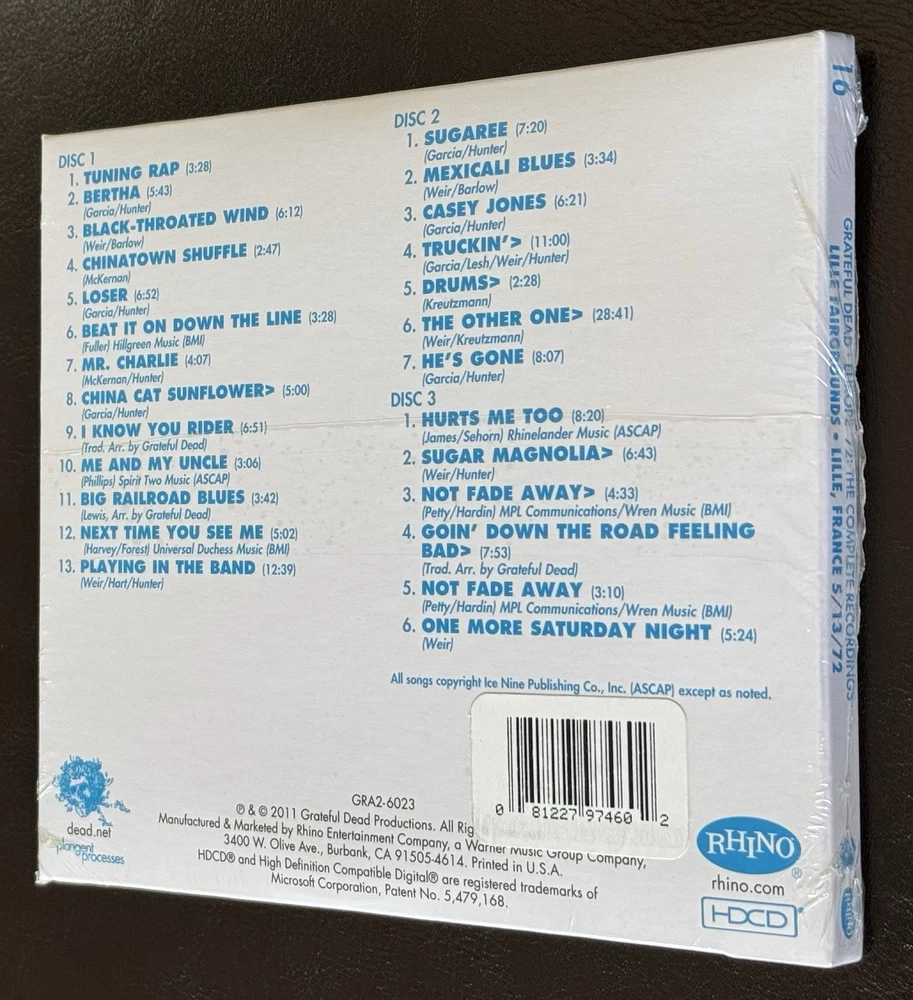 DISC 1
1. TUNING RAP (3:28)
2. BERTHA (5:43)
(Garcia/Hunter)
3. BLACK-THROATED WIND (6:12)
(Weir/Barlow)
4. CHINATOWN SHUFFLE (2:47)
(McKernan)
5. LOSER (6:52)
(Garcia/Hunter)
6. BEAT IT ON DOWN THE LINE (3:28)
(Fuller) Hillgreen Music (BMI)
7. MR. CHARLIE (4:07)
(McKernan/Hunter)
8. CHINA CAT SUNFLOWER> (5:00)
(Garcia/Hunter)
9. I KNOW YOU RIDER (6:51)
(Trad. Arr. by Grateful Dead)
10. ME AND MY UNCLE (3:06)
(Phillips) Spirit Two Music (ASCAP)
11. BIG RAILROAD BLUES (3:42)
(Lewis, Arr. by Grateful Dead)
12. NEXT TIME YOU SEE ME (5:02)
(Harvey/Forest) Universal Duchess Music (BMI)
13. PLAYING IN THE BAND (12:39)
(Weir/Hart/Hunter)
DISC 2
1. SUGAREE (7:20)
(Garcia/Hunter)
2. MEXICALI BLUES (3:34)
(Weir/Barlow)
3. CASEY JONES (6:21)
(Garcia/Hunter)
4. TRUCKIN'> (11:00)
(Garcia/Lesh/Weir/Hunter)
5. DRUMS> (2:28)
(Kreutzmann)
6. THE OTHER ONE> (28:41)
(Weir/Kreutzmann)
7. HE'S GONE (8:07)
(Garcia/Hunter)
DISC 3
1. HURTS ME TOO (8:20)
(James/Sehorn) Rhinelander Music (ASCAP)
2. SUGAR MAGNOLIA> (6:43)
(Weir/Hunter)
3. NOT FADE AWAY> (4:33)
(Petty/Hardin) MPL Communications/Wren Music (BMI)
4. GOIN' DOWN THE ROAD FEELING
BAD> (7:53)
(Trad. Arr. by Grateful Dead)
5. NOT FADE AWAY (3:10)
(Petty/Hardin) MPL Communications/Wren Music (BMI)
6. ONE MORE SATURDAY NIGHT (5:24)
(Weir)
All songs copyright Ice Nine Publishing Co., Inc. (ASCAP) except as noted.
0 81227 97460 2
dead.net
plangent
processes
GRA2-6023
℗ & © 2011 Grateful Dead Productions. All
Manufactured & Marketed by Rhino Entertainment Company, a Warner Music Group Company,
3400 W. Olive Ave., Burbank, CA 91505-4614. Printed in U.S.A.
HDCD® and High Definition Compatible Digital® are registered trademarks of
Microsoft Corporation, Patent No. 5,479,168.
RHINO®
rhino.com
HDCD®
16
GRATEFUL DEAD • EUROPE '72: THE COMPLETE RECORDINGS
LILLE FAIRGROUNDS • LILLE, FRANCE 5/13/72
RHINO